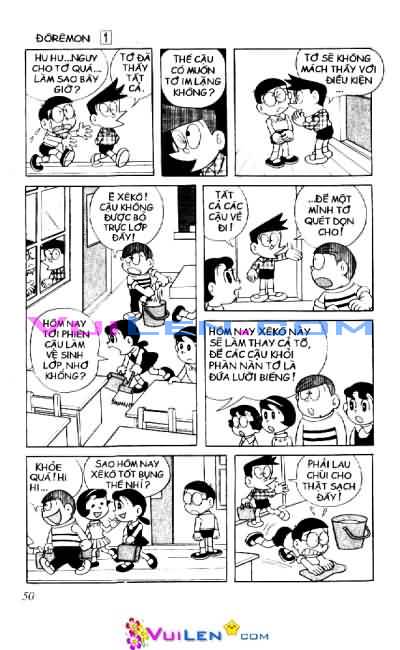 ĐÔRÊMON 1
HU HU...NGUY
CHO TỚ QUÁ...
LÀM SAO BÂY
GIỜ?
TỚ ĐÃ
THẤY
TẤT
CẢ.
THẾ CẬU
CÓ MUỐN
TỚ IM LẶNG
KHÔNG?
TỚ SẼ KHÔNG
MÁCH THẦY VỚI
ĐIỀU KIỆN
...
Ê XÊKÔ!
CẬU KHÔNG
ĐƯỢC BỎ
TRỰC LỚP
ĐẤY!
TẤT
CẢ CÁC
CẬU VỀ
ĐI!
...ĐỂ MỘT
MÌNH TỚ
QUÉT DỌN
CHO!
HÔM NAY
TỚI PHIÊN
CẬU LÀM
VỆ SINH
LỚP, NHỚ
KHÔNG?
HÔM NAY XÊKÔ NÀY
SẼ LÀM THAY CẢ TỔ,
ĐỂ CÁC CẬU KHỎI
PHÀN NÀN TỚ LÀ
ĐỨA LƯỜI BIẾNG!
VUILEN.COM
KHỎE
QUÁ! HI
HI...
SAO HÔM NAY
XÊKÔ TỐT BỤNG
THẾ NHỈ?
PHẢI LAU
CHÙI CHO
THẬT SẠCH
ĐẤY!
50
VUILEN.COM